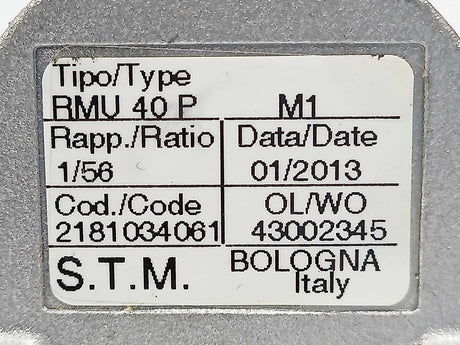 Tipo/Type
RMU 40 P M1
Rapp./Ratio Data/Date
1/56 01/2013
Cod./Code OL/WO
2181034061 43002345
S.T.M. BOLOGNA
Italy